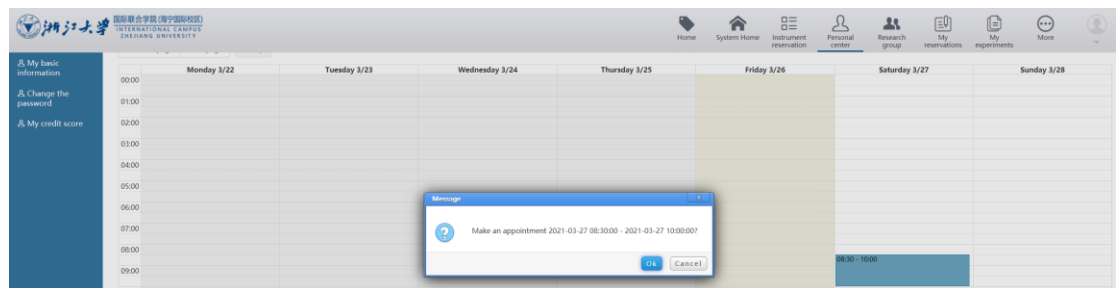 浙江大学
国际联合学院(海宁国际校区)
INTERNATIONAL CAMPUS
ZHEJIANG UNIVERSITY
Home
System Home
Instrument
reservation
Personal
center
Research
group
My
reservations
My
experiments
More
My basic
information
Change the
password
My credit score
Monday 3/22
Tuesday 3/23
Wednesday 3/24
Thursday 3/25
Friday 3/26
Saturday 3/27
Sunday 3/28
00:00
01:00
02:00
03:00
04:00
05:00
06:00
07:00
08:00
09:00
Message
Make an appointment 2021-03-27 08:30:00 - 2021-03-27 10:00:00?
Ok
Cancel
08:30 - 10:00